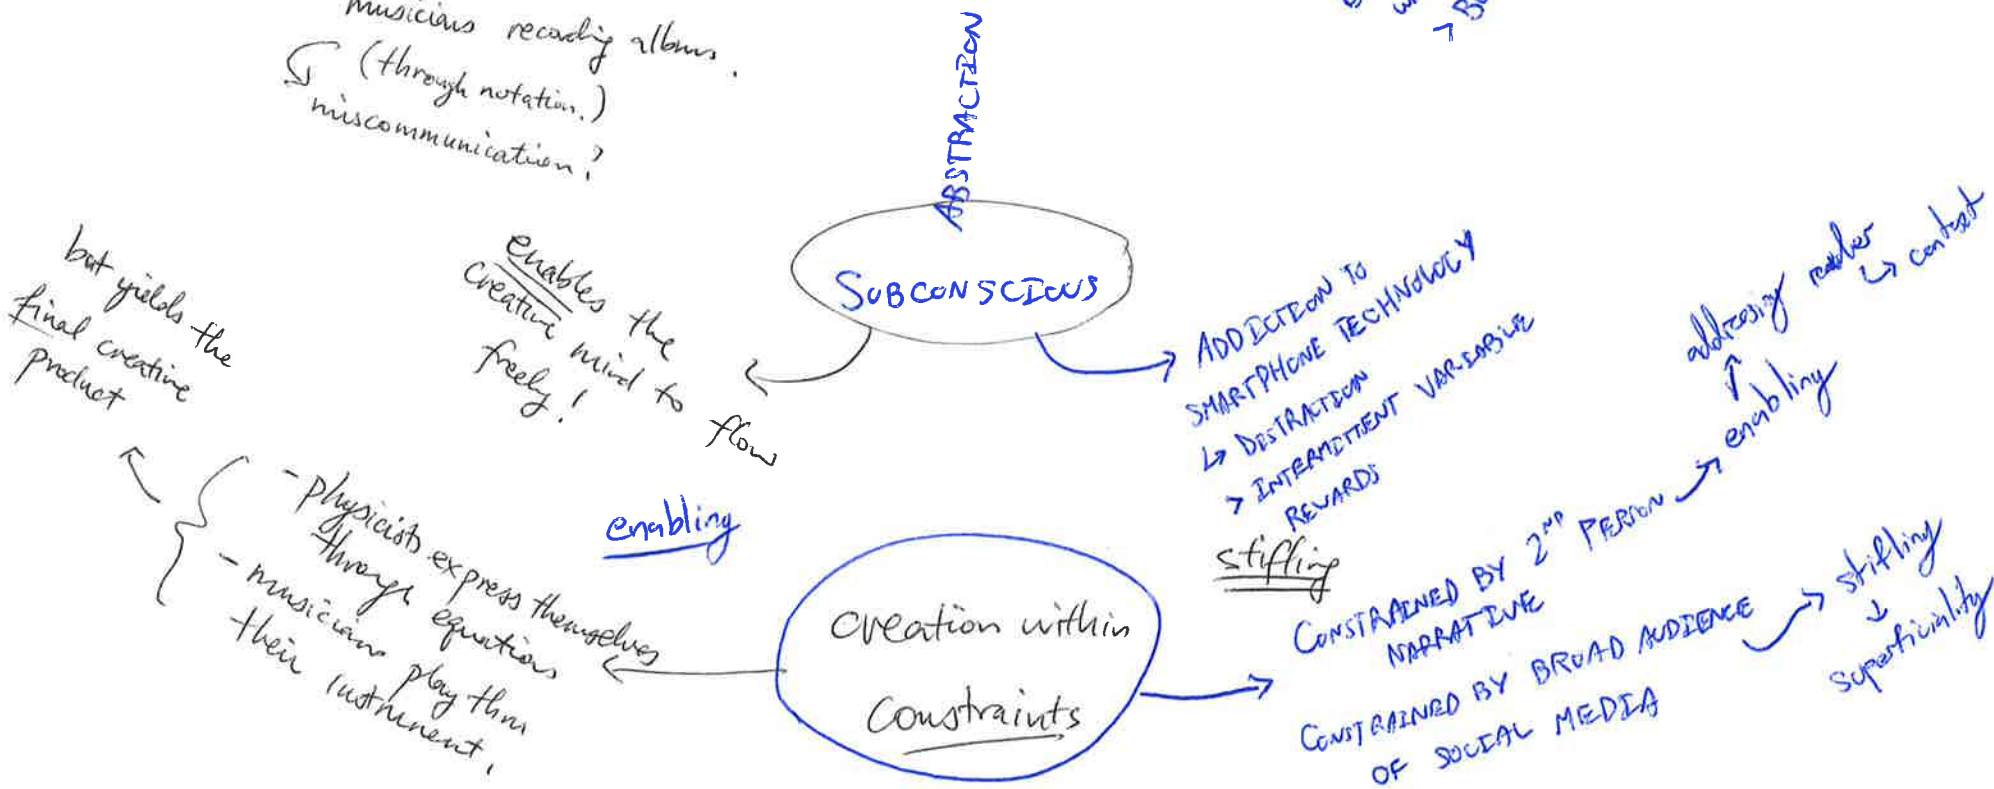 musicians recording albums.
(through notation.)
miscommunication?
ABSTRACTION
SUBCONSCIOUS
enables the
creative mind to flow
freely!
but yields the
final creative
product
ADDICTION TO
SMARTPHONE TECHNOLOGY
↳ DISTRACTION
> INTERMITTENT VARIABLE
REWARDS
enabling
stifling
creation within
constraints
- physicists express themselves
through equations
- musicians play thru
their instrument.
CONSTRAINED BY 2ND PERSON
NARRATIVE
enabling
addressing reader
↳ context
CONSTRAINED BY BROAD AUDIENCE
OF SOCIAL MEDIA
stifling
superficiality